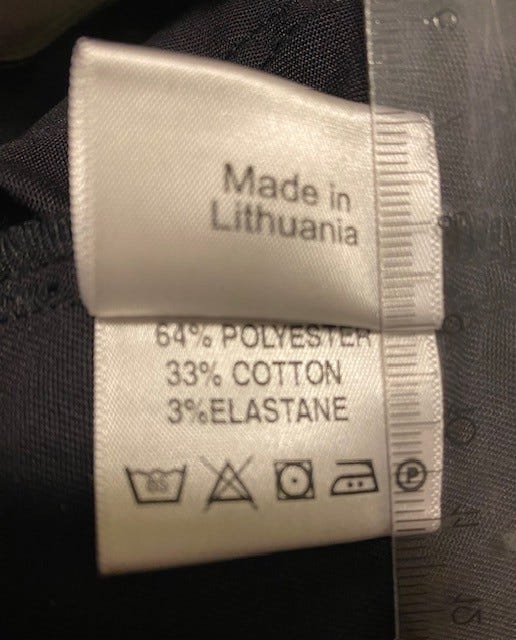 Made in
Lithuania
64% POLYESTER
33% COTTON
3%ELASTANE
P